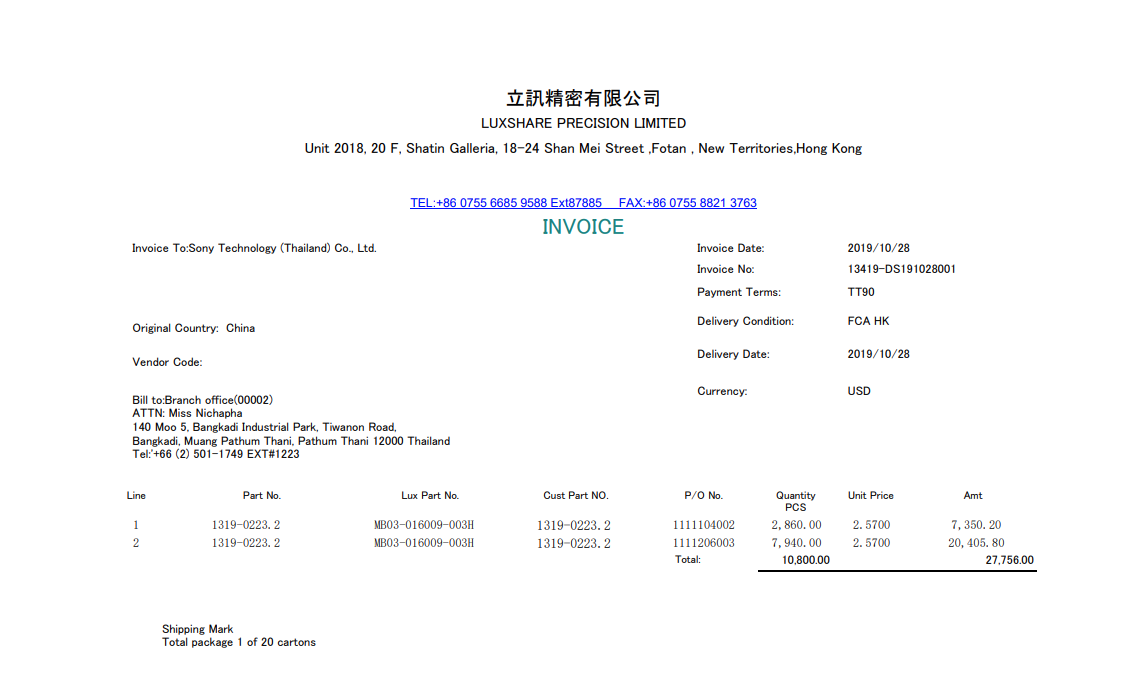 立訊精密有限公司
LUXSHARE PRECISION LIMITED
Unit 2018, 20 F, Shatin Galleria, 18-24 Shan Mei Street ,Fotan , New Territories,Hong Kong
TEL:+86 0755 6685 9588 Ext87885 FAX:+86 0755 8821 3763
INVOICE
Invoice To:Sony Technology (Thailand) Co., Ltd. Invoice Date: 2019/10/28
Invoice No: 13419-DS191028001
Payment Terms: TT90
Delivery Condition: FCA HK
Original Country: China
Delivery Date: 2019/10/28
Vendor Code:
Currency: USD
Bill to:Branch office(00002)
ATTN: Miss Nichapha
140 Moo 5, Bangkadi Industrial Park, Tiwanon Road,
Bangkadi, Muang Pathum Thani, Pathum Thani 12000 Thailand
Tel:'+66 (2) 501-1749 EXT#1223
Line Part No. Lux Part No. Cust Part NO. P/O No. Quantity Unit Price Amt
PCS
1 1319-0223.2 MB03-016009-003H 1319-0223.2 1111104002 2,860.00 2.5700 7,350.20
2 1319-0223.2 MB03-016009-003H 1319-0223.2 1111206003 7,940.00 2.5700 20,405.80
Total: 10,800.00 27,756.00
Shipping Mark
Total package 1 of 20 cartons